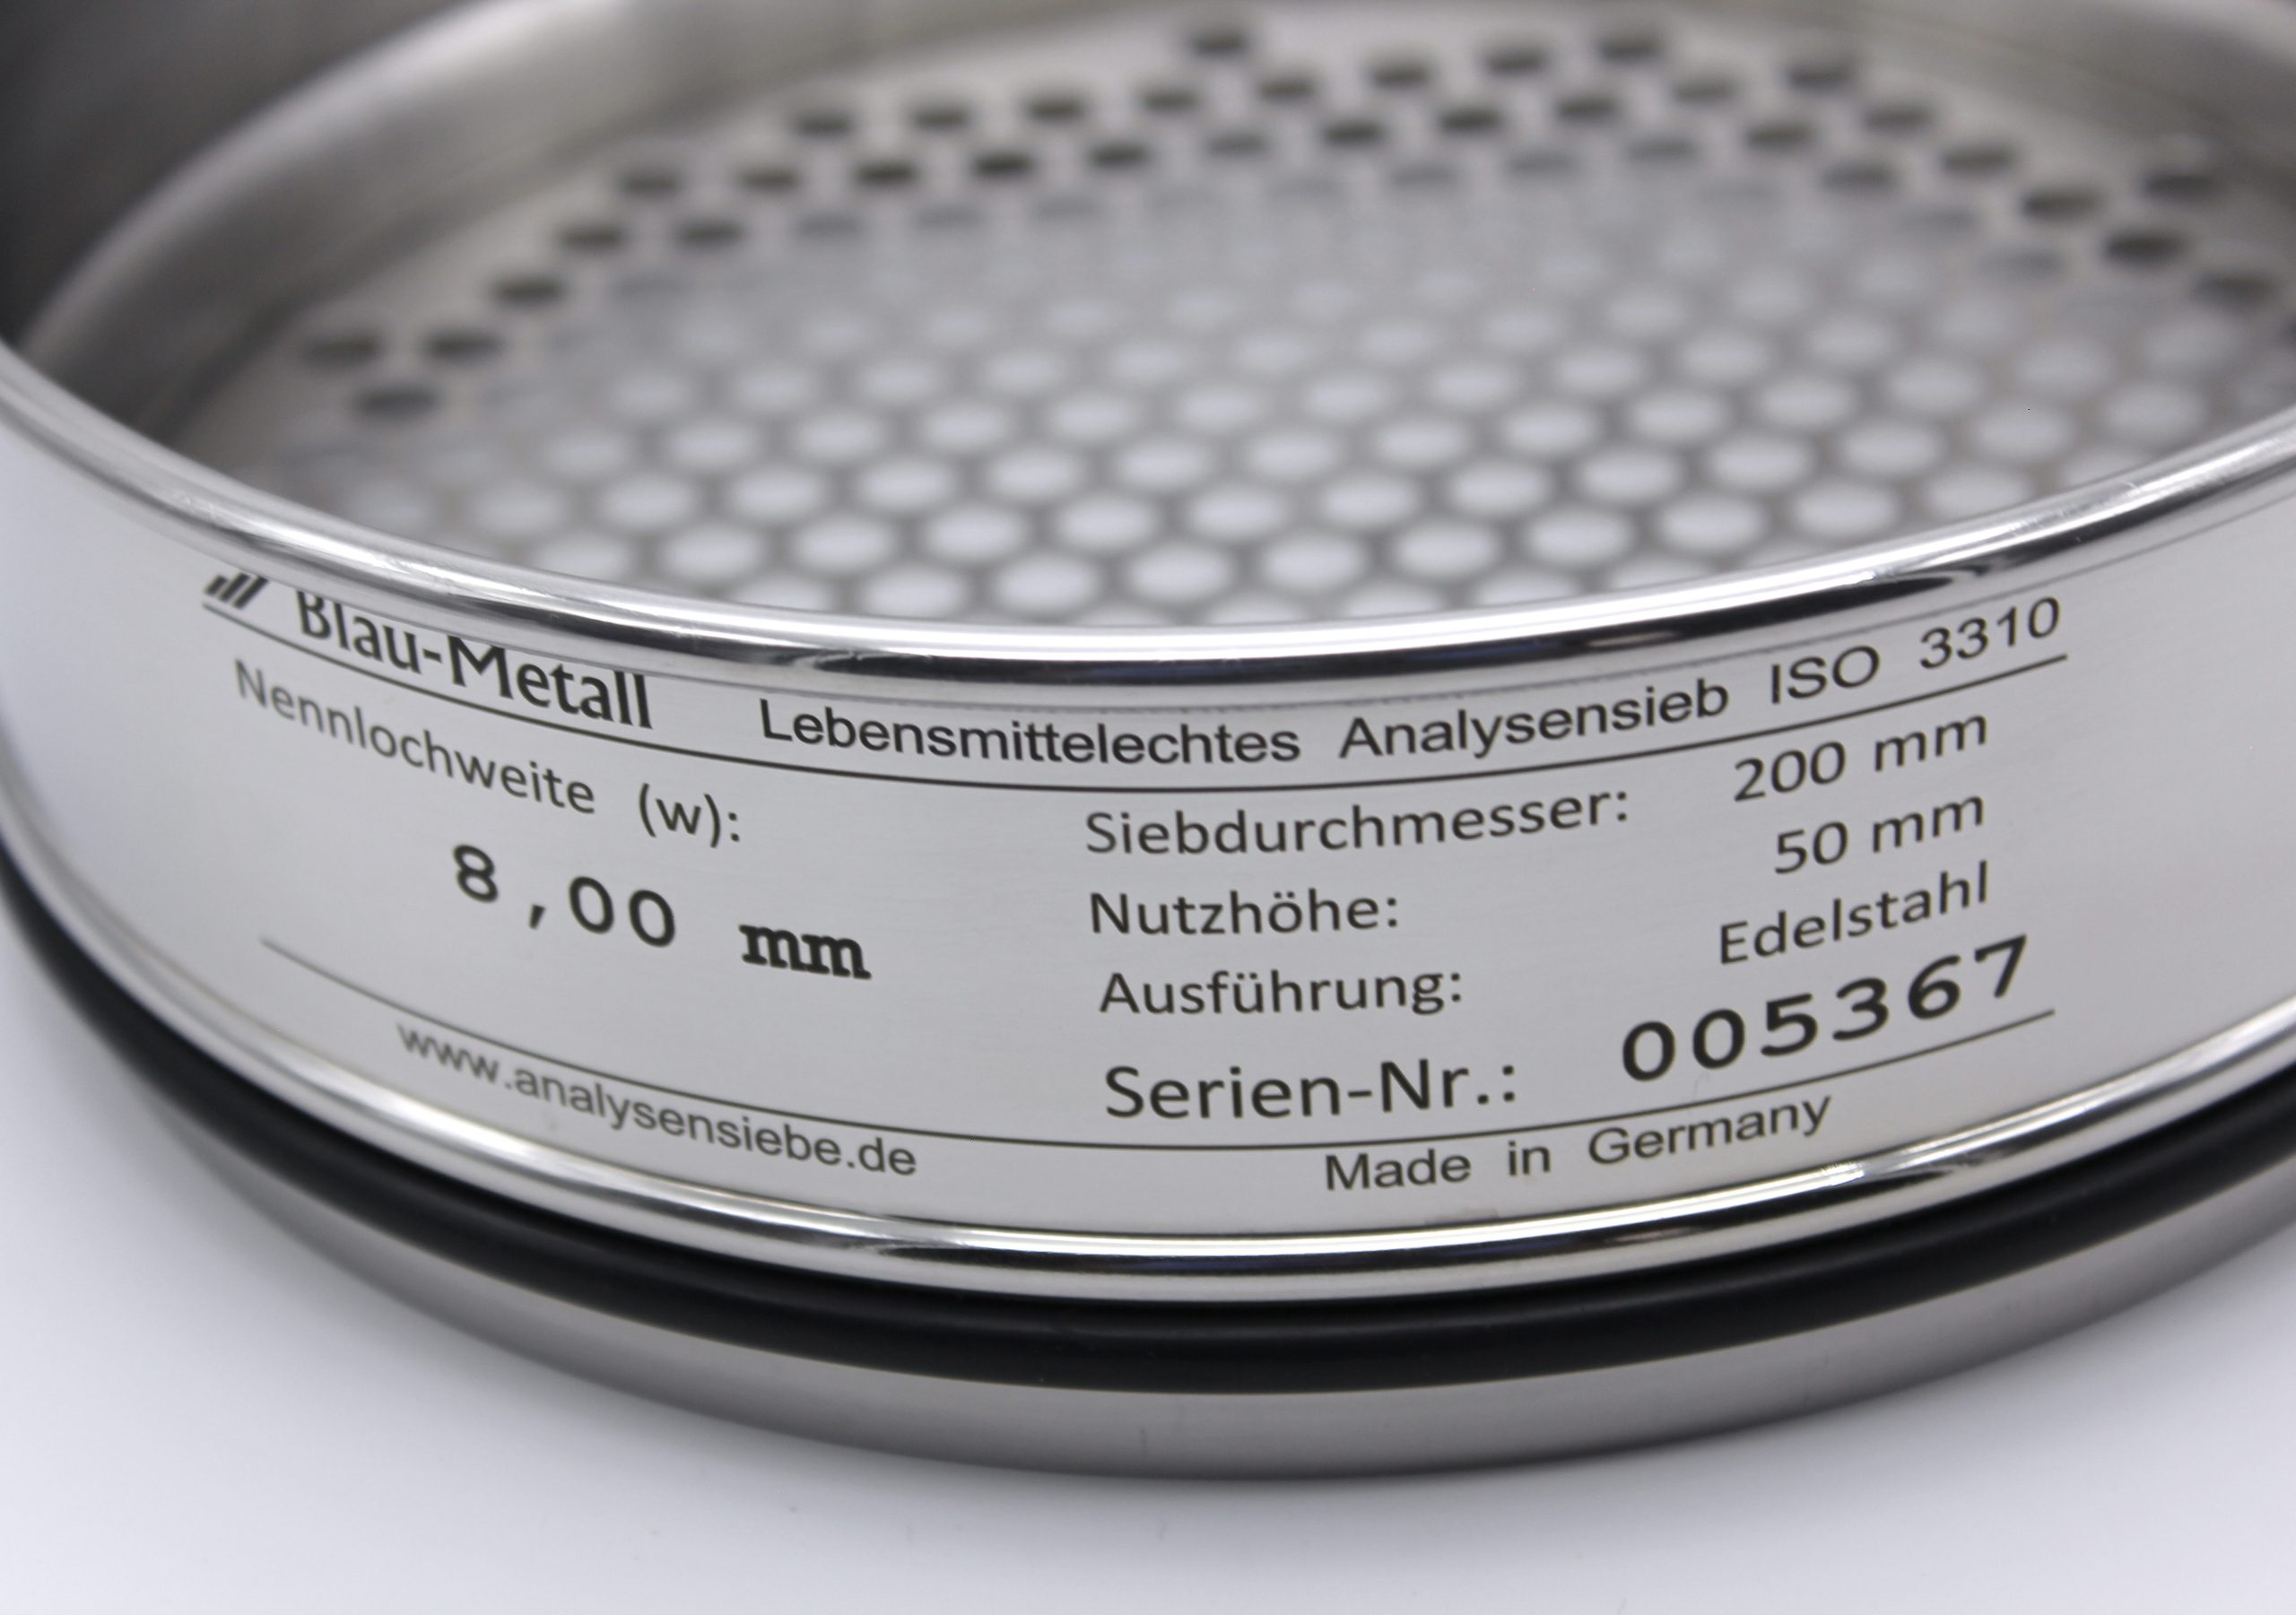 Blau-Metall Lebensmittelechtes Analysensieb ISO 3310
Nennlochweite (w):
8,00 mm
Siebdurchmesser: 200 mm
Nutzhöhe: 50 mm
Ausführung: Edelstahl
Serien-Nr.: 005367
www.analysensiebe.de Made in Germany